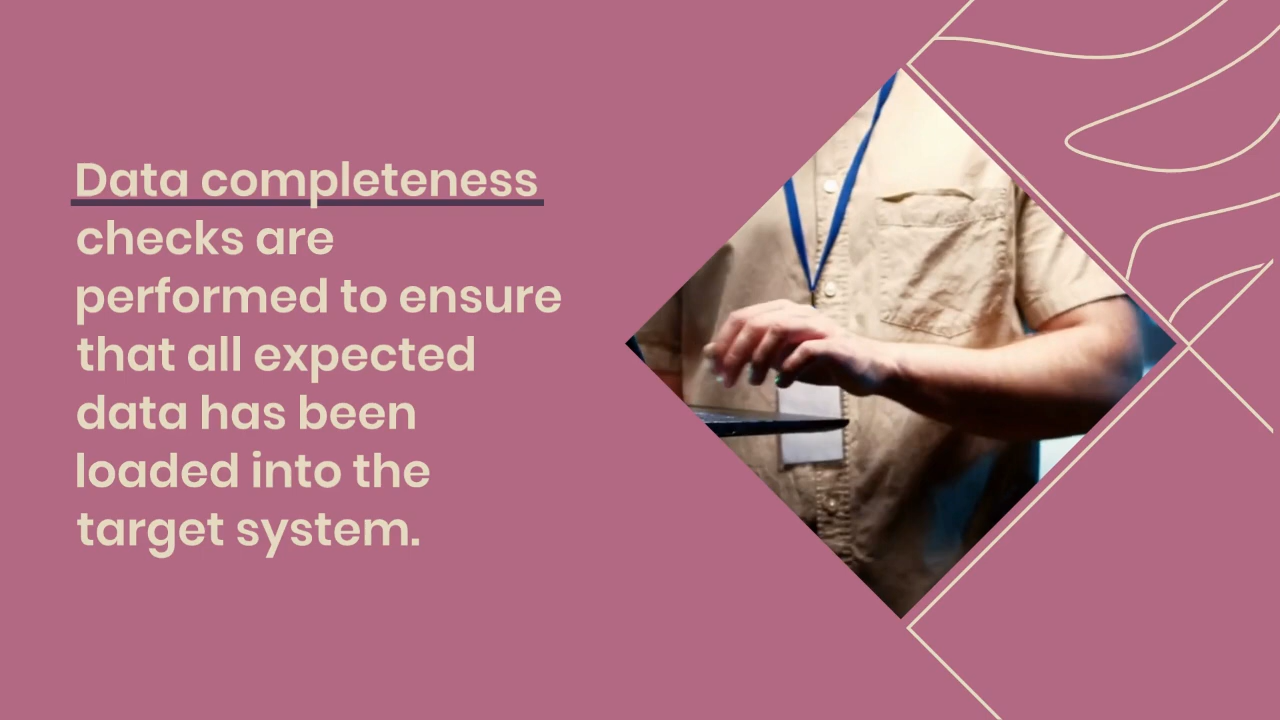 Data completeness
checks are
performed to ensure
that all expected
data has been
loaded into the
target system.